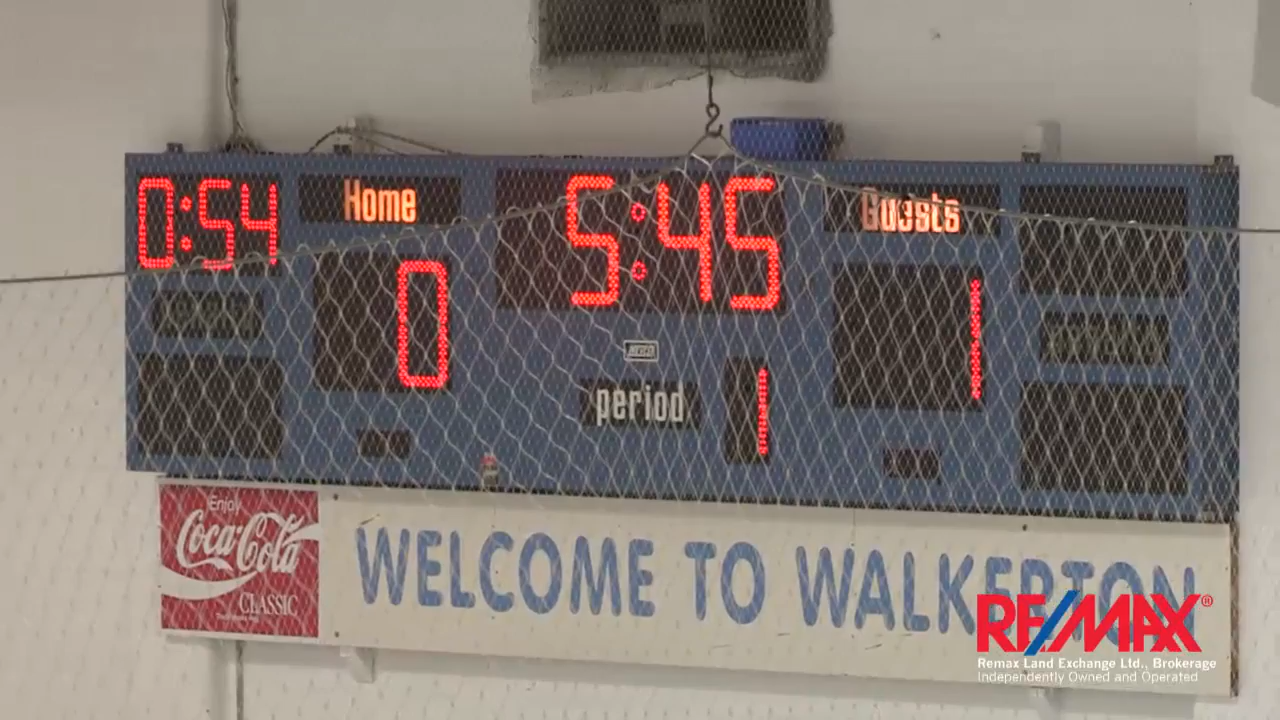 0:54
Home
5:45
Guests
0
1
period
1
Enjoy
Coca-Cola
CLASSIC
WELCOME TO WALKERTON
RE/MAX®
Remax Land Exchange Ltd., Brokerage
Independently Owned and Operated